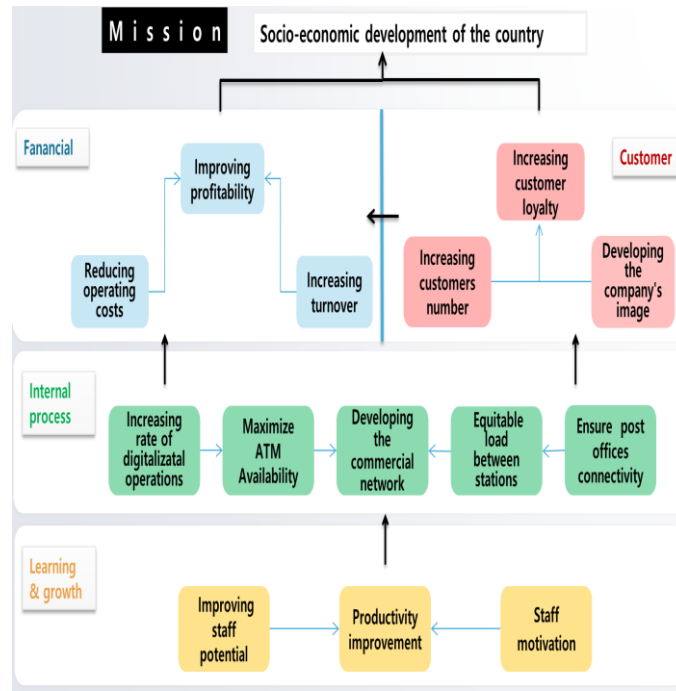 Mission
Socio-economic development of the country
Fanancial
Customer
Improving
profitability
Increasing
customer
loyalty
Reducing
operating
costs
Increasing
turnover
Increasing
customers
number
Developing
the
company's
image
Internal
process
Increasing
rate of
digitalizatal
operations
Maximize
ATM
Availability
Developing
the
commercial
network
Equitable
load
between
stations
Ensure post
offices
connectivity
Learning
& growth
Improving
staff
potential
Productivity
improvement
Staff
motivation